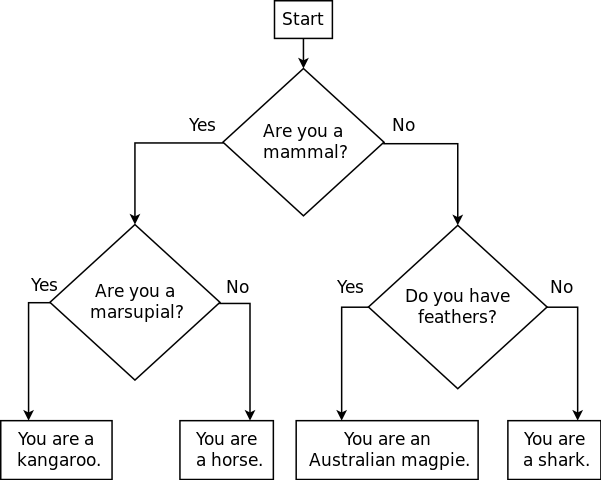 Start
Are you a
mammal?
Yes
No
Are you a
marsupial?
Yes
No
Do you have
feathers?
Yes
No
You are a
kangaroo.
You are
a horse.
You are an
Australian magpie.
You are
a shark.